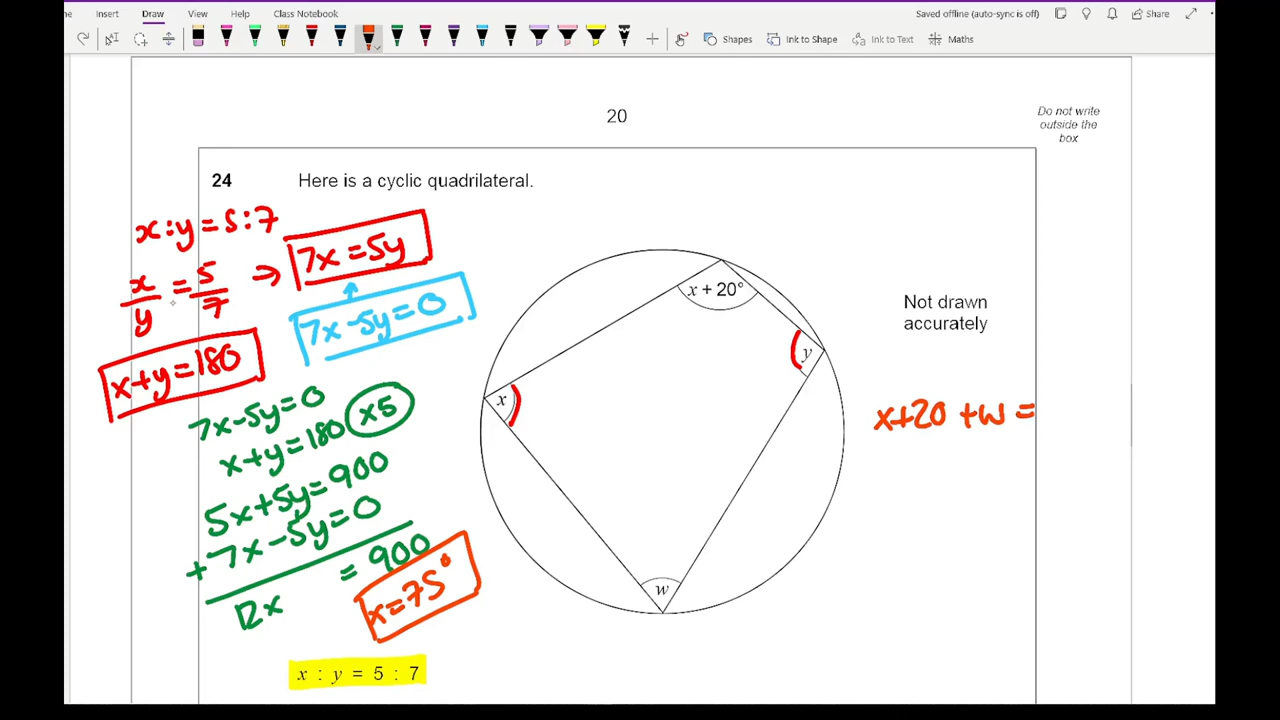 Insert Draw View Help Class Notebook Saved offline (auto-sync is off) Share
Shapes Ink to Shape Ink to Text Maths
20
Do not write
outside the
box
24 Here is a cyclic quadrilateral.
x:y=5:7
7x=5y
x/y = 5/7 ⇒
7x-5y=0
x+y=180
x + 20°
Not drawn
accurately
y
x
x+20 +w =
7x-5y=0
x+y=180 x5
5x+5y=900
+7x-5y=0
12x = 900
x=75°
w
x : y = 5 : 7